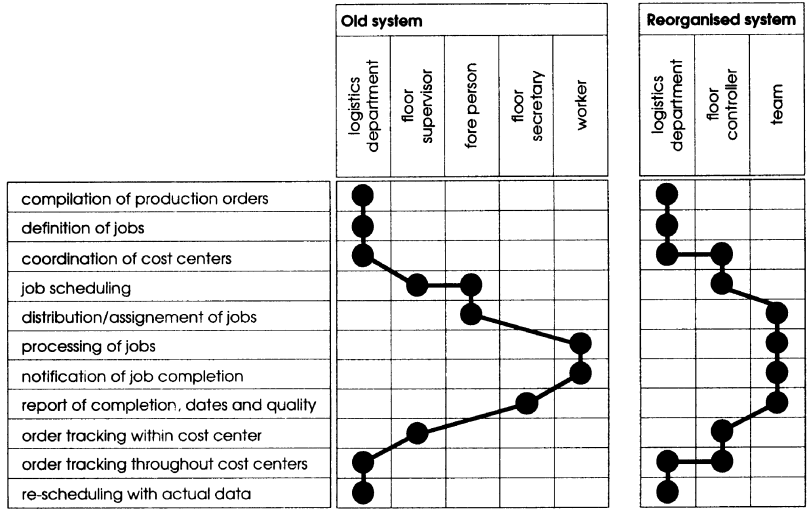 Old system
Reorganised system
logistics
department
floor
supervisor
fore person
floor
secretary
worker
logistics
department
floor
controller
team
compilation of production orders
definition of jobs
coordination of cost centers
job scheduling
distribution/assignement of jobs
processing of jobs
notification of job completion
report of completion, dates and quality
order tracking within cost center
order tracking throughout cost centers
re-scheduling with actual data